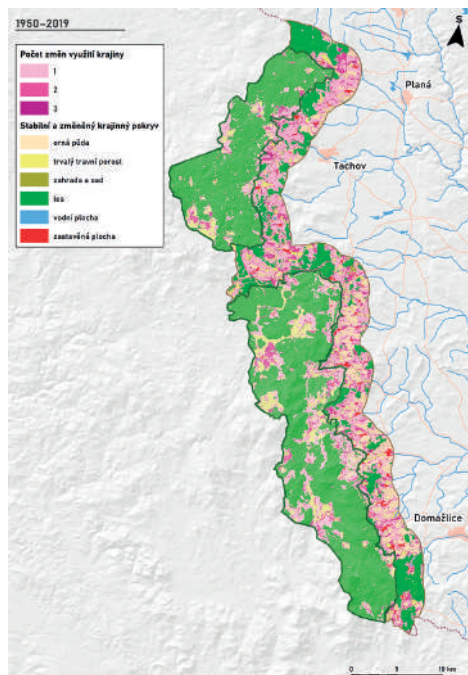 1950–2019
Počet změn využití krajiny
1
2
3
Stabilní a změněný krajinný pokryv
orná půda
trvalý travní porost
zahrada a sad
les
vodní plocha
zastavěná plocha
S
Planá
Tachov
Domažlice
0 5 10 km